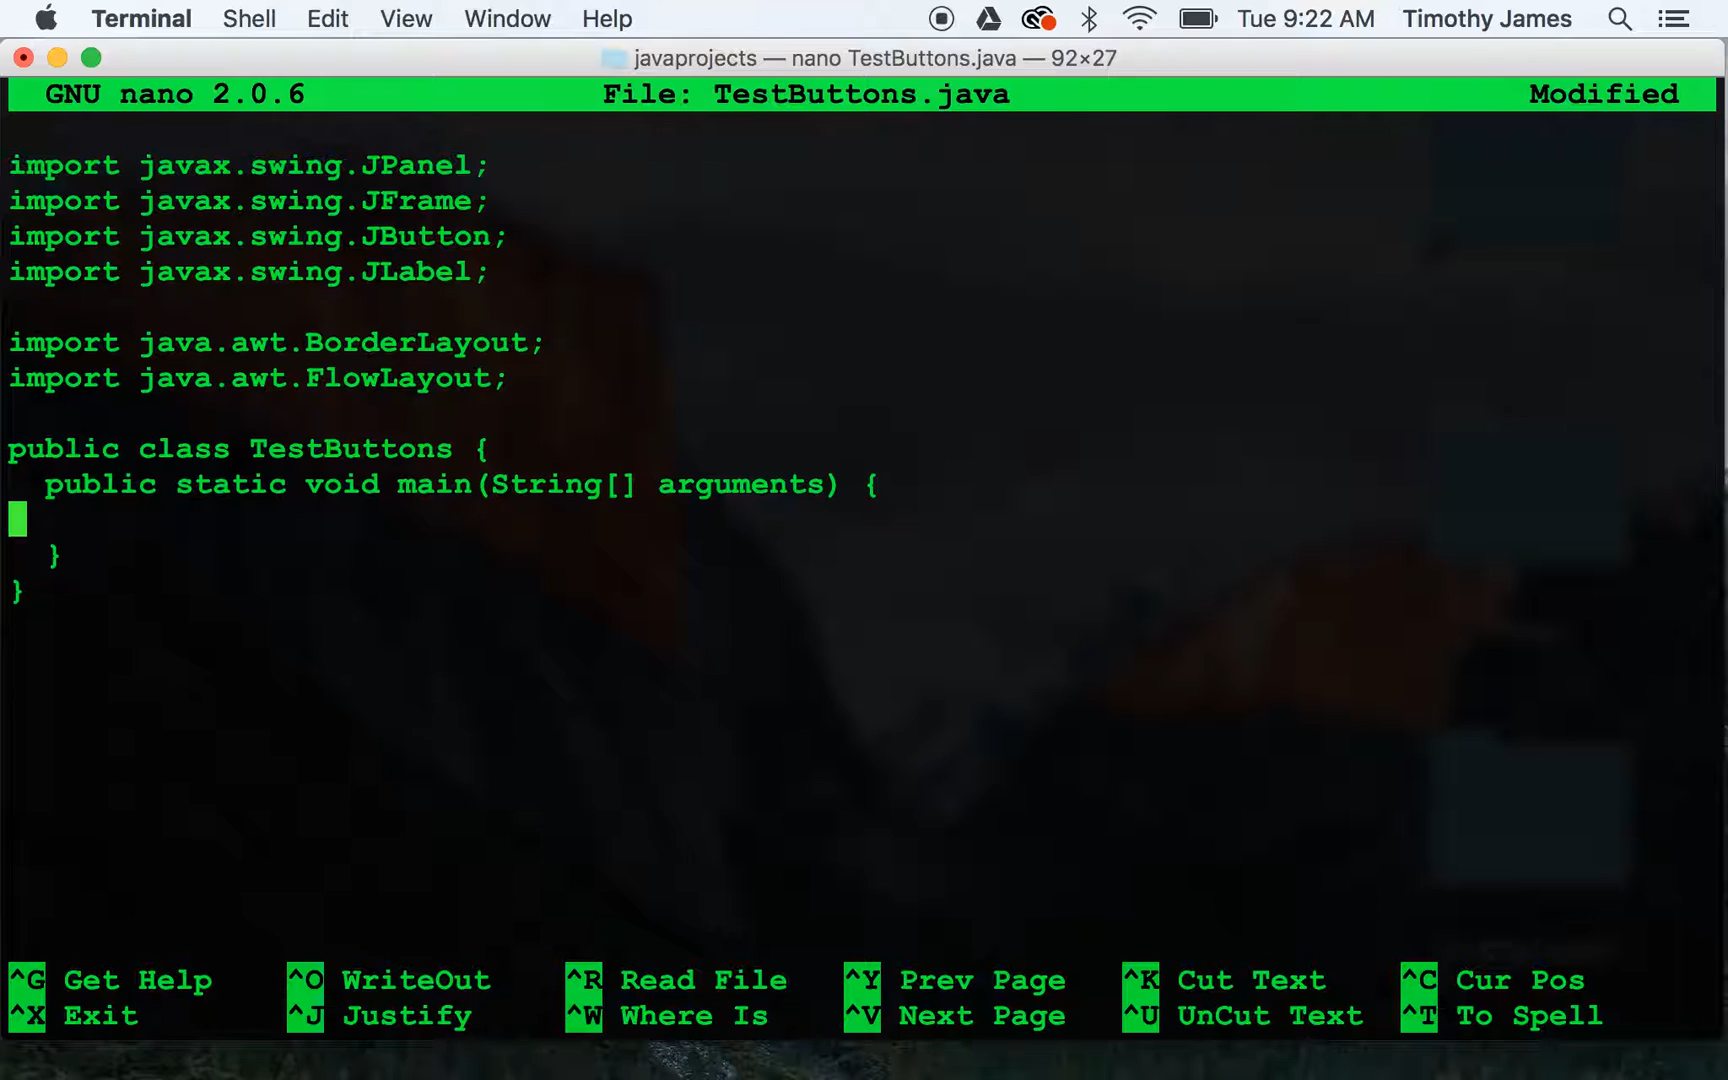 Terminal Shell Edit View Window Help Tue 9:22 AM Timothy James
javaprojects — nano TestButtons.java — 92×27
GNU nano 2.0.6 File: TestButtons.java Modified
import javax.swing.JPanel;
import javax.swing.JFrame;
import javax.swing.JButton;
import javax.swing.JLabel;
import java.awt.BorderLayout;
import java.awt.FlowLayout;
public class TestButtons {
public static void main(String[] arguments) {
}
}
^G Get Help ^O WriteOut ^R Read File ^Y Prev Page ^K Cut Text ^C Cur Pos
^X Exit ^J Justify ^W Where Is ^V Next Page ^U UnCut Text ^T To Spell